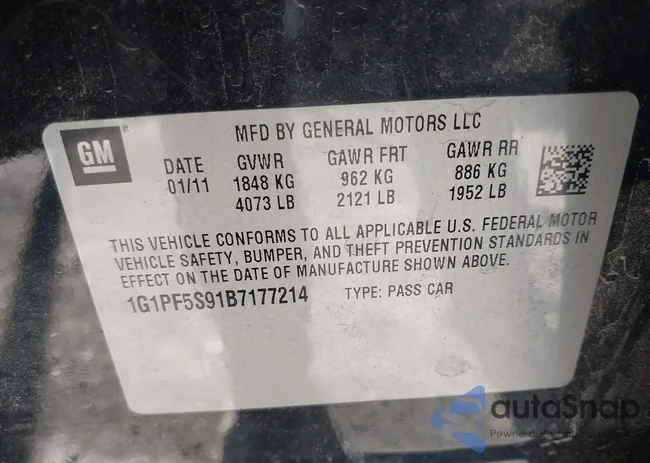 GM
MFD BY GENERAL MOTORS LLC
DATE GVWR GAWR FRT GAWR RR
01/11 1848 KG 962 KG 886 KG
4073 LB 2121 LB 1952 LB
THIS VEHICLE CONFORMS TO ALL APPLICABLE U.S. FEDERAL MOTOR
VEHICLE SAFETY, BUMPER, AND THEFT PREVENTION STANDARDS IN
EFFECT ON THE DATE OF MANUFACTURE SHOWN ABOVE.
1G1PF5S91B7177214 TYPE: PASS CAR
autoSnap
Pewne auto